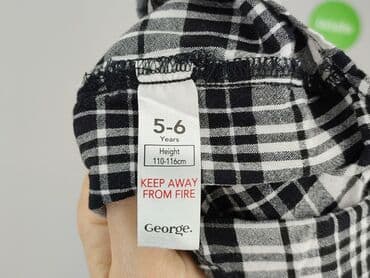 5-6
Years
Height
110-116cm
KEEP AWAY
FROM FIRE
George.